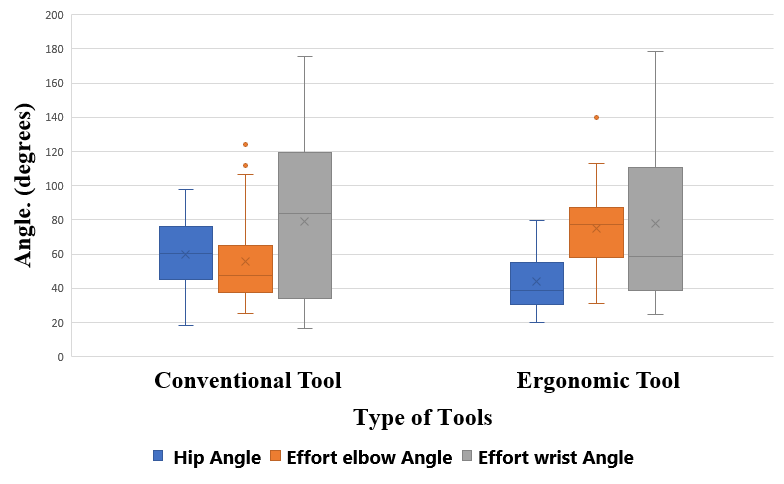 200
180
160
140
120
100
80
60
40
20
0
Angle. (degrees)
Conventional Tool Ergonomic Tool
Type of Tools
Hip Angle Effort elbow Angle Effort wrist Angle